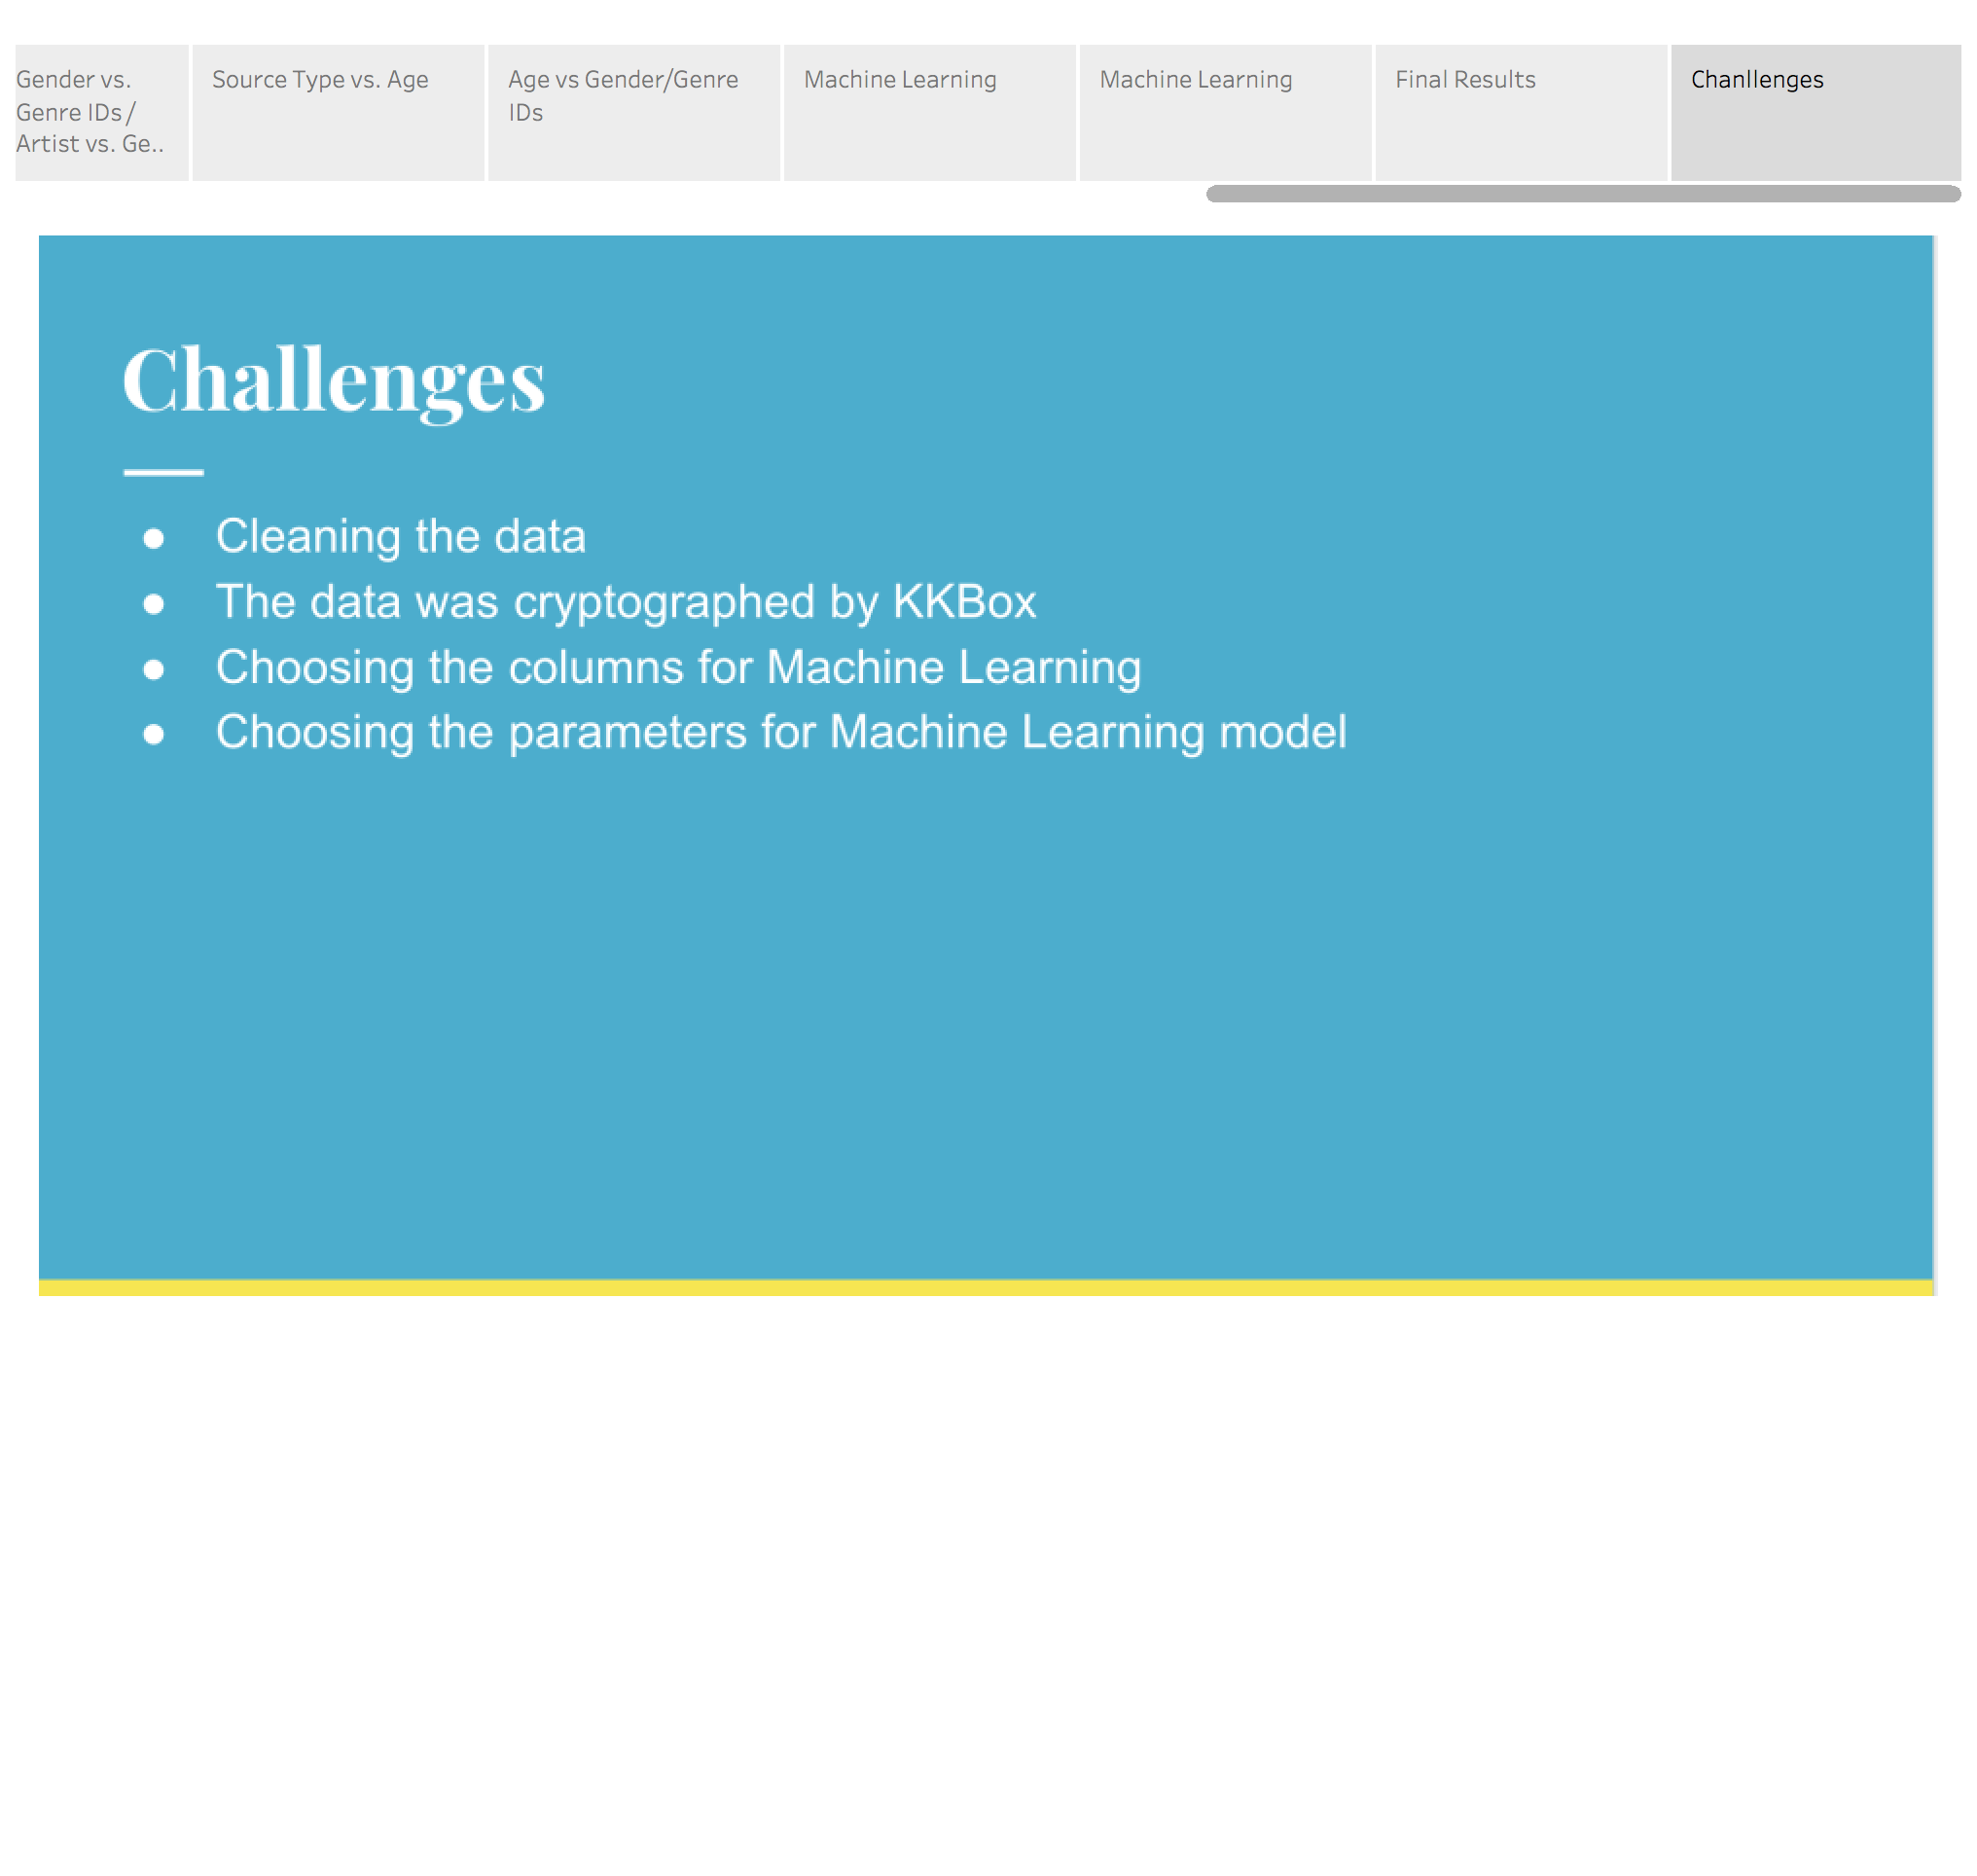 Gender vs.
Genre IDs/
Artist vs. Ge..
Source Type vs. Age
Age vs Gender/Genre
IDs
Machine Learning
Machine Learning
Final Results
Chanllenges
Challenges
● Cleaning the data
● The data was cryptographed by KKBox
● Choosing the columns for Machine Learning
● Choosing the parameters for Machine Learning model